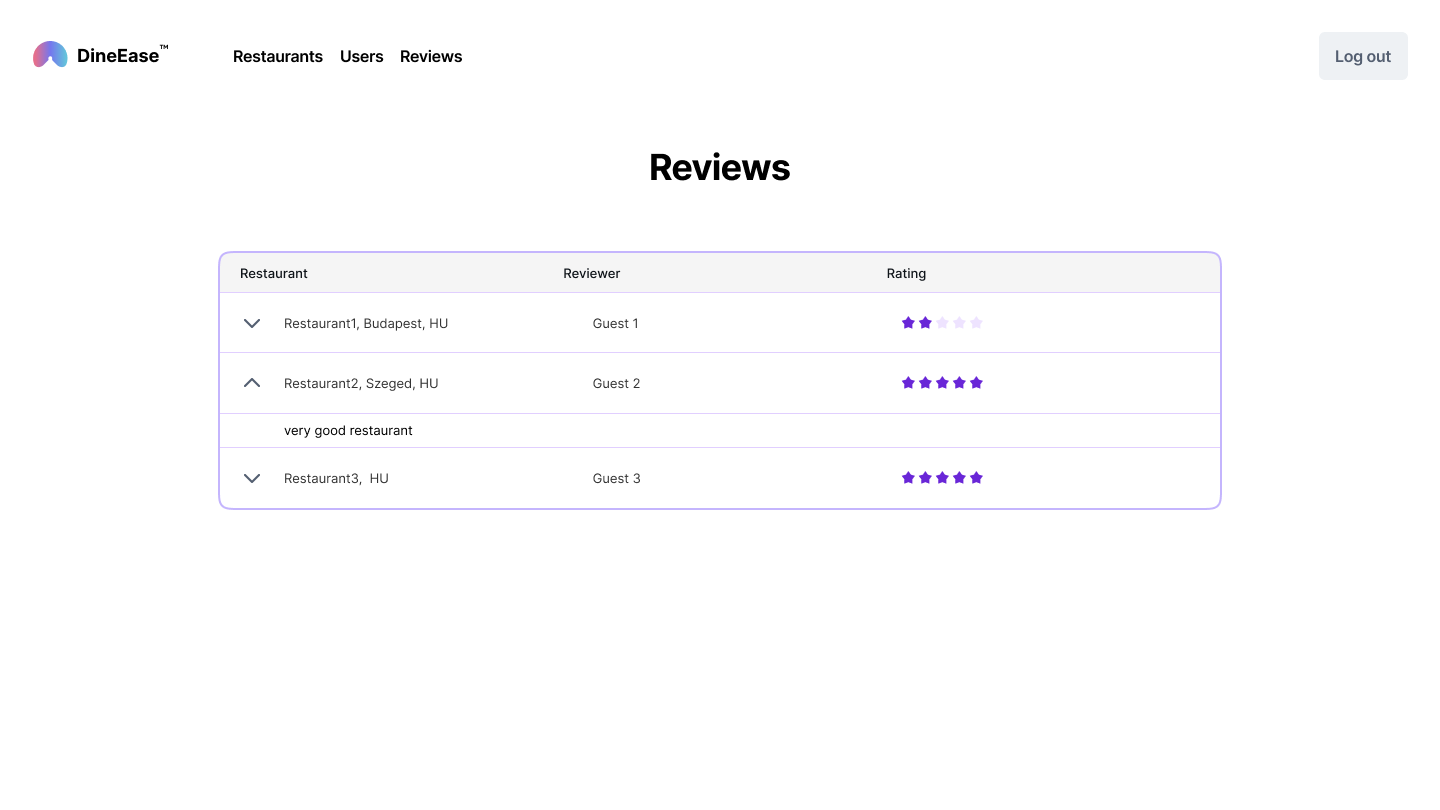 DineEase™ Restaurants Users Reviews Log out
Reviews
Restaurant Reviewer Rating
Restaurant1, Budapest, HU Guest 1
Restaurant2, Szeged, HU Guest 2
very good restaurant
Restaurant3,  HU Guest 3